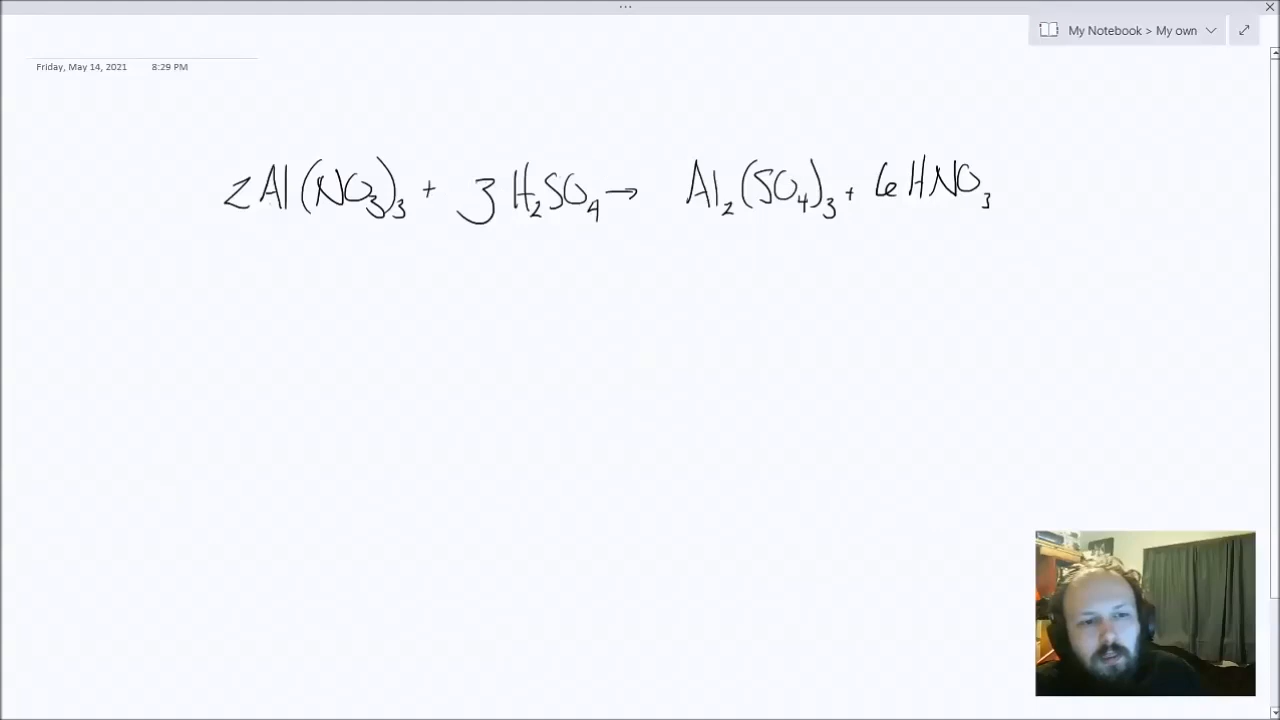 My Notebook > My own
Friday, May 14, 2021 8:29 PM
2Al(NO₃)₃ + 3H₂SO₄ → Al₂(SO₄)₃ + 6HNO₃